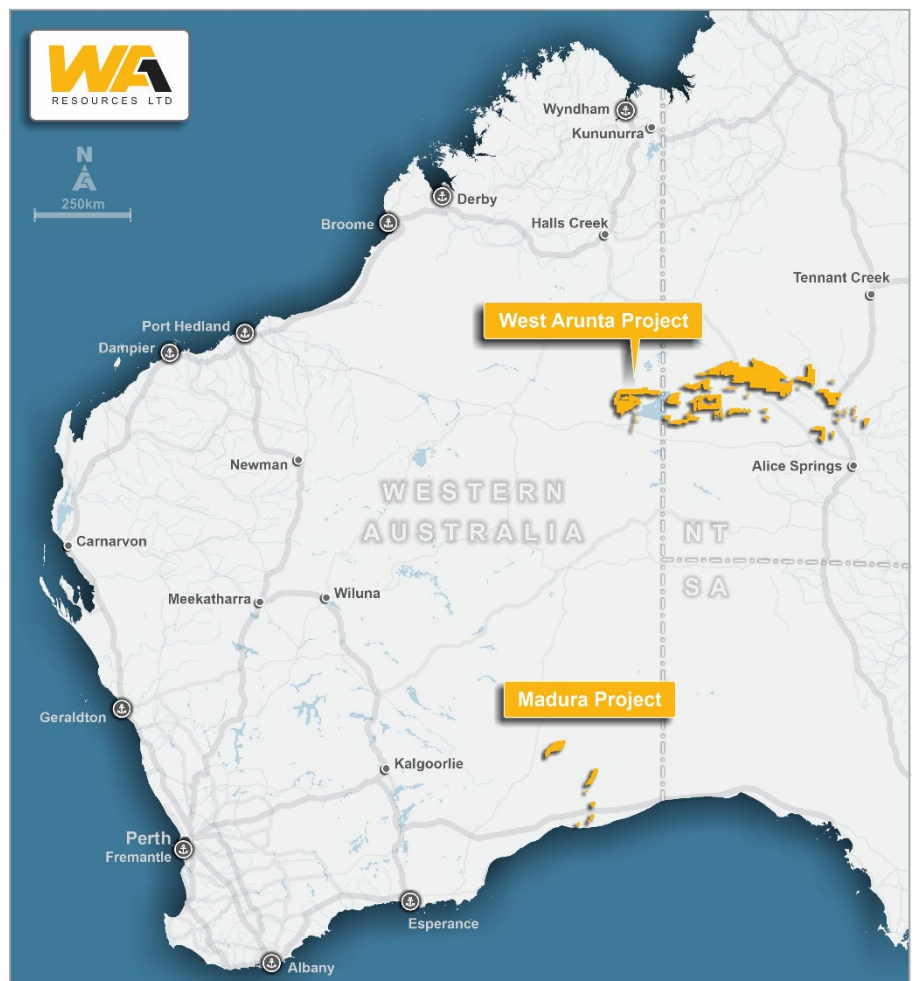 WA1
RESOURCES LTD
N
250km
Wyndham
Kununurra
Derby
Broome
Halls Creek
Tennant Creek
West Arunta Project
Port Hedland
Dampier
Newman
Alice Springs
WESTERN
AUSTRALIA
NT
Carnarvon
SA
Meekatharra
Wiluna
Madura Project
Geraldton
Kalgoorlie
Perth
Fremantle
Esperance
Albany